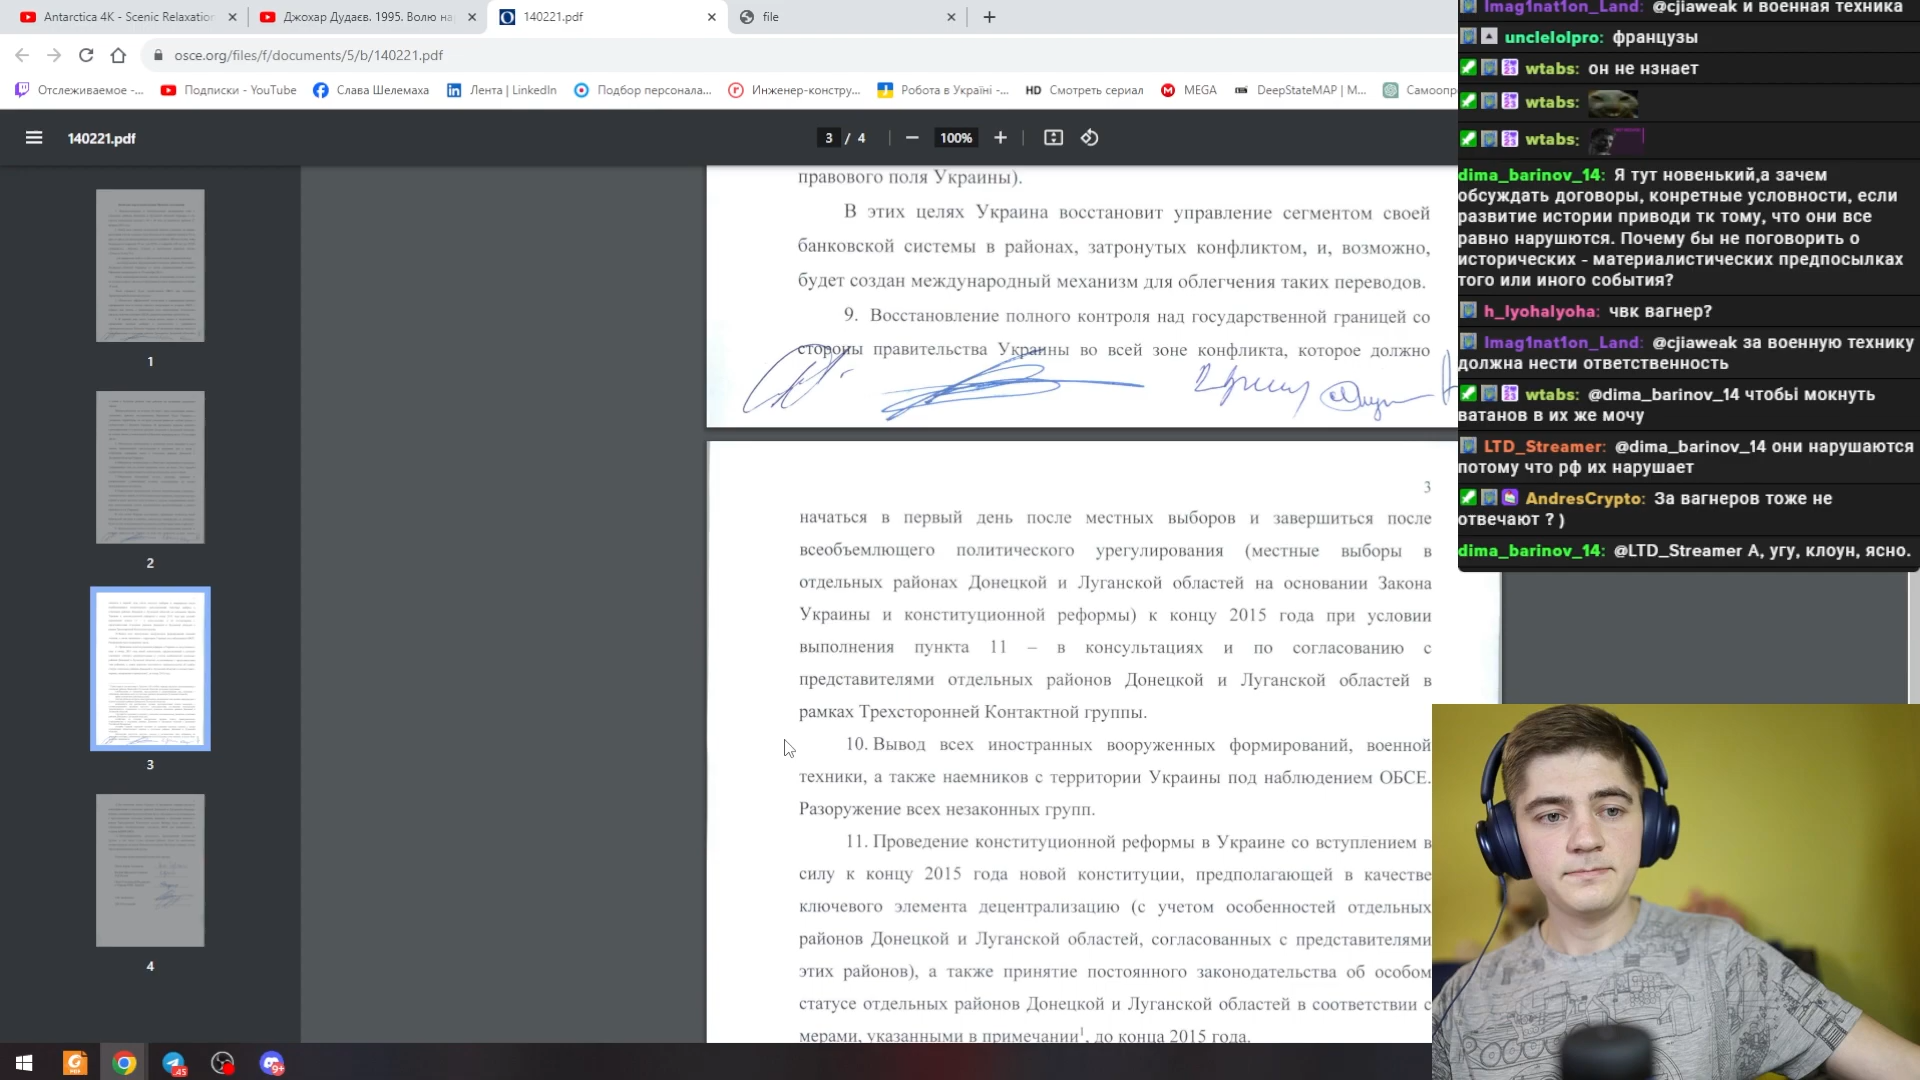 Antarctica 4K - Scenic Relaxation
Джохар Дудаєв. 1995. Волю на
140221.pdf
file
osce.org/files/f/documents/5/b/140221.pdf
Отслеживаемое -...
Подписки - YouTube
Слава Шелемаха
Лента | LinkedIn
Подбор персонала...
Инженер-констру...
Робота в Україні -...
HD Смотреть сериал
MEGA
DeepStateMAP | M...
Самоопр
140221.pdf
3 / 4
100%
1
2
3
4
правового поля Украины).
В этих целях Украина восстановит управление сегментом своей
банковской системы в районах, затронутых конфликтом, и, возможно,
будет создан международный механизм для облегчения таких переводов.
9. Восстановление полного контроля над государственной границей со
стороны правительства Украины во всей зоне конфликта, которое должно
3
начаться в первый день после местных выборов и завершиться после
всеобъемлющего политического урегулирования (местные выборы в
отдельных районах Донецкой и Луганской областей на основании Закона
Украины и конституционной реформы) к концу 2015 года при условии
выполнения пункта 11 – в консультациях и по согласованию с
представителями отдельных районов Донецкой и Луганской областей в
рамках Трехсторонней Контактной группы.
10. Вывод всех иностранных вооруженных формирований, военной
техники, а также наемников с территории Украины под наблюдением ОБСЕ.
Разоружение всех незаконных групп.
11. Проведение конституционной реформы в Украине со вступлением в
силу к концу 2015 года новой конституции, предполагающей в качестве
ключевого элемента децентрализацию (с учетом особенностей отдельных
районов Донецкой и Луганской областей, согласованных с представителями
этих районов), а также принятие постоянного законодательства об особом
статусе отдельных районов Донецкой и Луганской областей в соответствии с
мерами, указанными в примечании¹, до конца 2015 года.
Imag1nat1on_Land: @cjiaweak и военная техника
unclelolpro: французы
wtabs: он не нзнает
wtabs:
wtabs:
dima_barinov_14: Я тут новенький,а зачем
обсуждать договоры, конретные условности, если
развитие истории приводи тк тому, что они все
равно нарушются. Почему бы не поговорить о
исторических - материалистических предпосылках
того или иного события?
h_lyohalyoha: чвк вагнер?
Imag1nat1on_Land: @cjiaweak за военную технику
должна нести ответственность
wtabs: @dima_barinov_14 чтобьі мокнуть
ватанов в их же мочу
LTD_Streamer: @dima_barinov_14 они нарушаются
потому что рф их нарушает
AndresCrypto: За вагнеров тоже не
отвечают ? )
dima_barinov_14: @LTD_Streamer А, угу, клоун, ясно.
45
9+